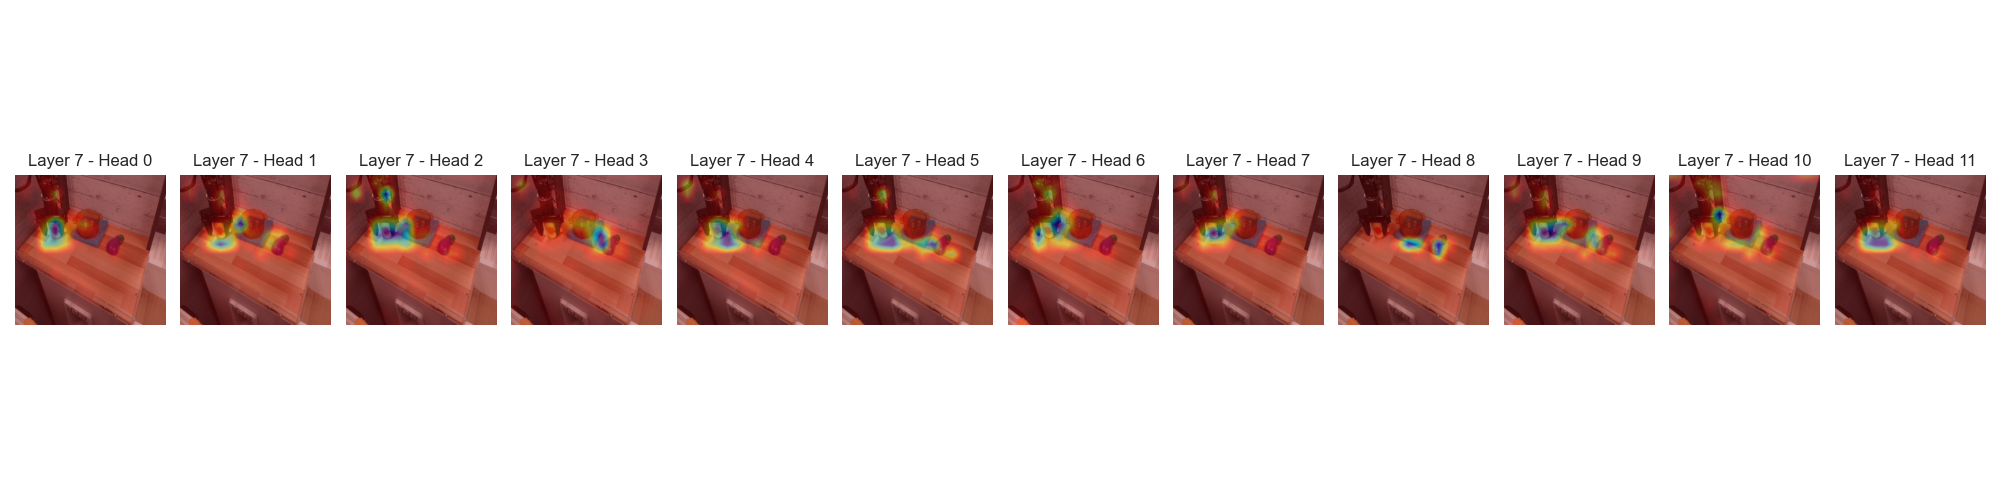 Layer 7 - Head 0
Layer 7 - Head 1
Layer 7 - Head 2
Layer 7 - Head 3
Layer 7 - Head 4
Layer 7 - Head 5
Layer 7 - Head 6
Layer 7 - Head 7
Layer 7 - Head 8
Layer 7 - Head 9
Layer 7 - Head 10
Layer 7 - Head 11